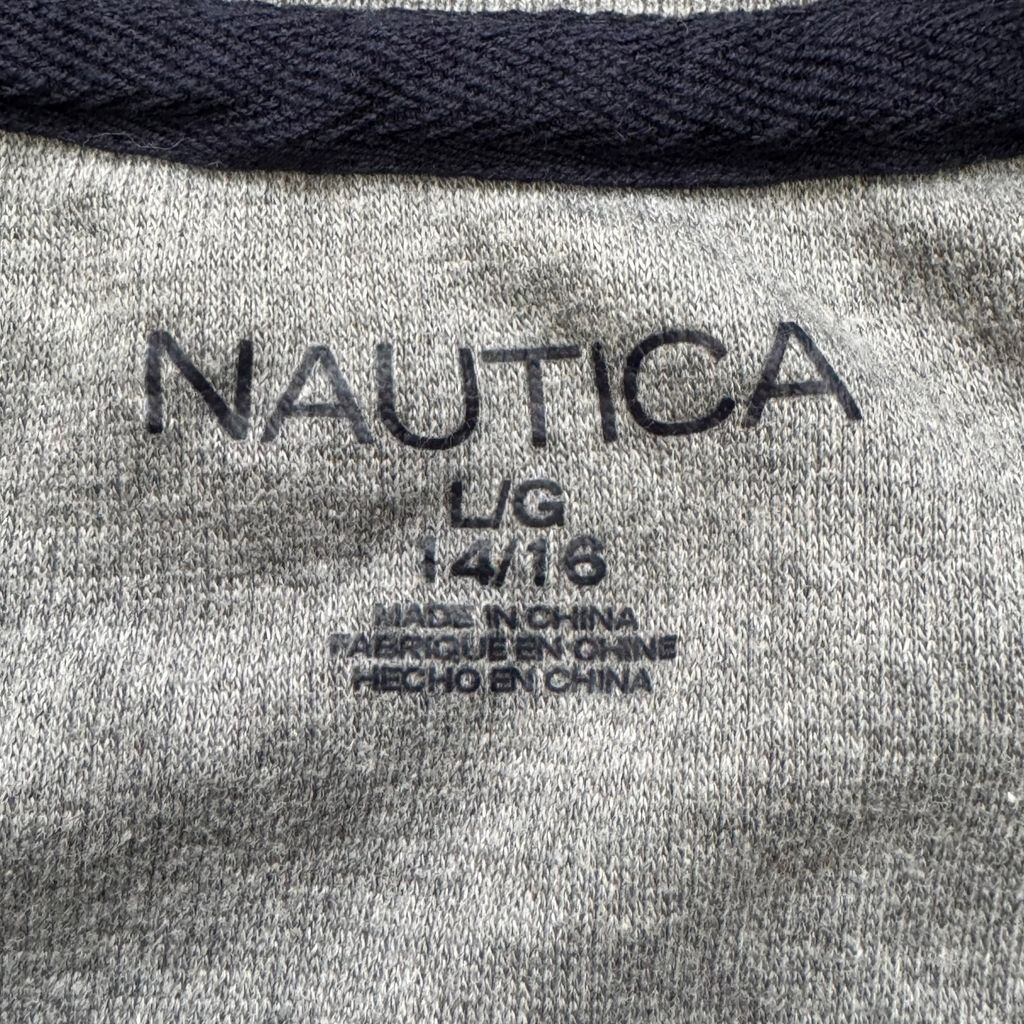 NAUTICA
L/G
14/16
MADE IN CHINA
FABRIQUE EN CHINE
HECHO EN CHINA